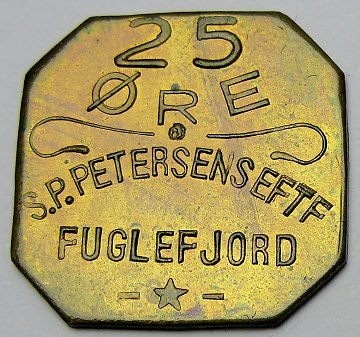 25
ØRE
S.P. PETERSENS EFTF
FUGLEFJORD